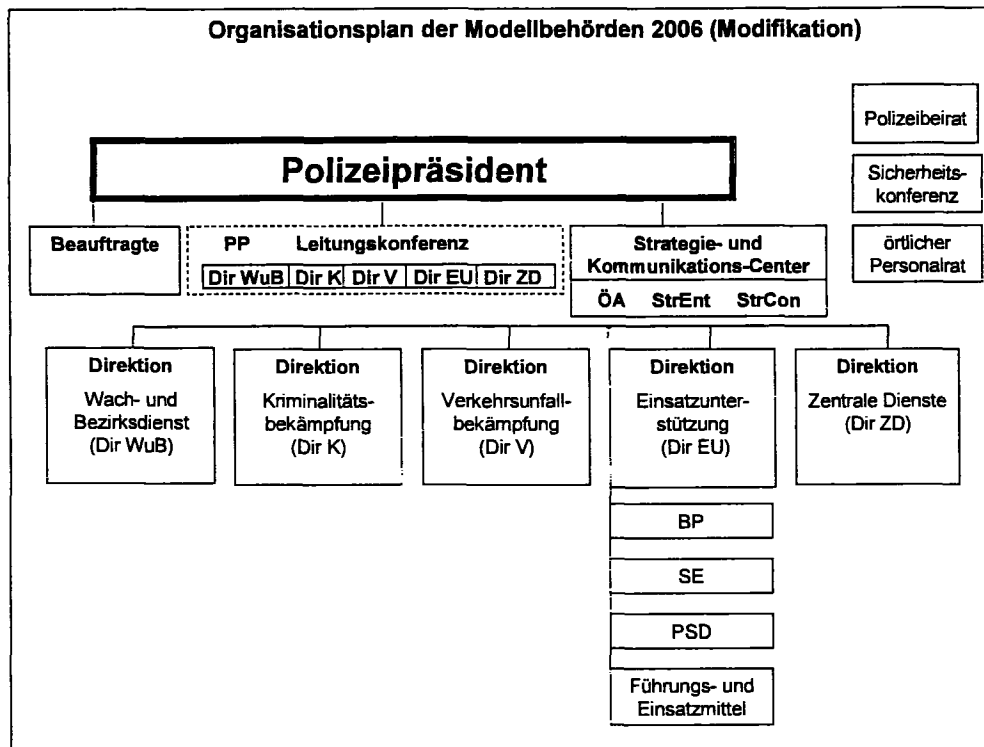 Organisationsplan der Modellbehörden 2006 (Modifikation)
Polizeibeirat
Polizeipräsident
Sicherheits-
konferenz
örtlicher
Personalrat
Beauftragte
PP Leitungskonferenz
Dir WuB Dir K Dir V Dir EU Dir ZD
Strategie- und
Kommunikations-Center
ÖA StrEnt StrCon
Direktion
Wach- und
Bezirksdienst
(Dir WuB)
Direktion
Kriminalitäts-
bekämpfung
(Dir K)
Direktion
Verkehrsunfall-
bekämpfung
(Dir V)
Direktion
Einsatzunter-
stützung
(Dir EU)
Direktion
Zentrale Dienste
(Dir ZD)
BP
SE
PSD
Führungs- und
Einsatzmittel